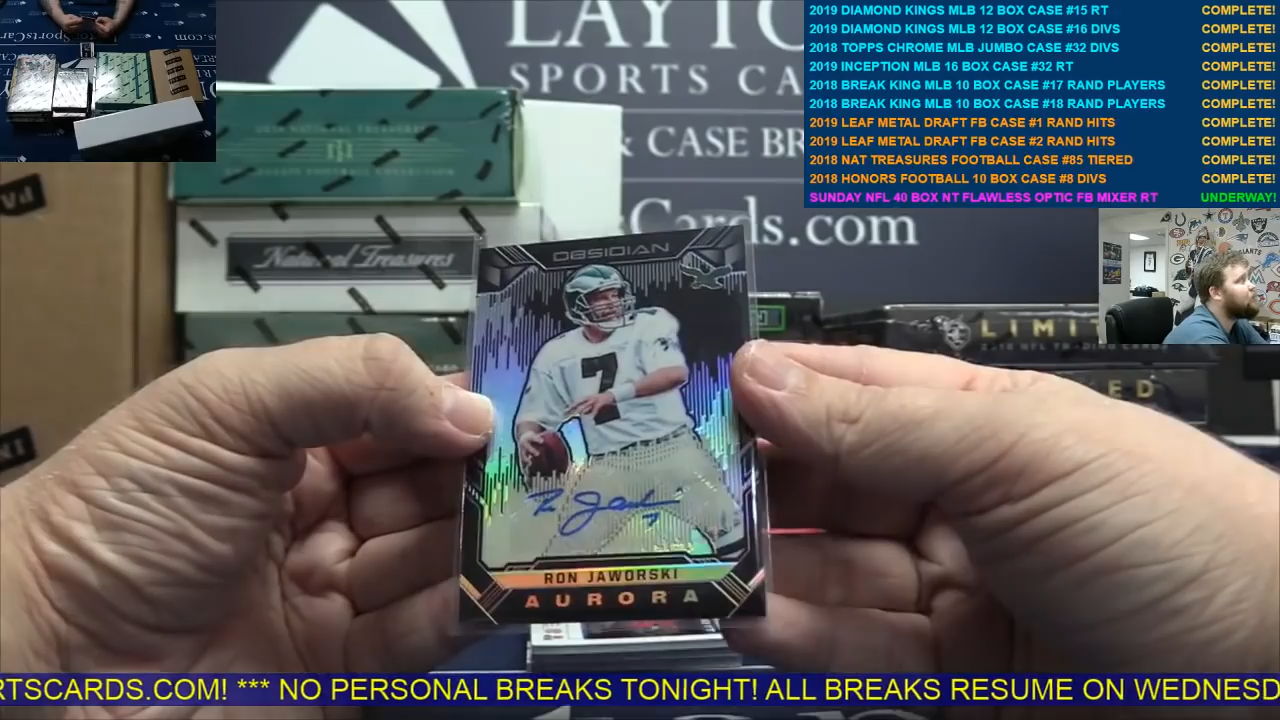 LAYTO
SPORTS CA
& CASE BR
sCards.com
2019 DIAMOND KINGS MLB 12 BOX CASE #15 RT COMPLETE!
2019 DIAMOND KINGS MLB 12 BOX CASE #16 DIVS COMPLETE!
2018 TOPPS CHROME MLB JUMBO CASE #32 DIVS COMPLETE!
2019 INCEPTION MLB 16 BOX CASE #32 RT COMPLETE!
2018 BREAK KING MLB 10 BOX CASE #17 RAND PLAYERS COMPLETE!
2018 BREAK KING MLB 10 BOX CASE #18 RAND PLAYERS COMPLETE!
2019 LEAF METAL DRAFT FB CASE #1 RAND HITS COMPLETE!
2019 LEAF METAL DRAFT FB CASE #2 RAND HITS COMPLETE!
2018 NAT TREASURES FOOTBALL CASE #85 TIERED COMPLETE!
2018 HONORS FOOTBALL 10 BOX CASE #8 DIVS COMPLETE!
SUNDAY NFL 40 BOX NT FLAWLESS OPTIC FB MIXER RT UNDERWAY!
National Treasures
LIMIT
ED
OBSIDIAN
7
RON JAWORSKI
AURORA
RTSCARDS.COM! *** NO PERSONAL BREAKS TONIGHT! ALL BREAKS RESUME ON WEDNESD